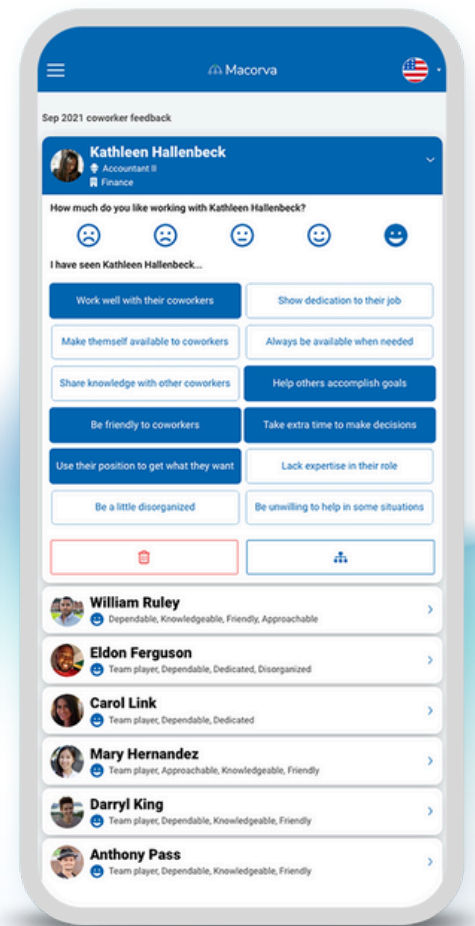 Macorva
Sep 2021 coworker feedback
Kathleen Hallenbeck
Accountant II
Finance
How much do you like working with Kathleen Hallenbeck?
I have seen Kathleen Hallenbeck...
Work well with their coworkers
Show dedication to their job
Make themself available to coworkers
Always be available when needed
Share knowledge with other coworkers
Help others accomplish goals
Be friendly to coworkers
Take extra time to make decisions
Use their position to get what they want
Lack expertise in their role
Be a little disorganized
Be unwilling to help in some situations
William Ruley
Dependable, Knowledgeable, Friendly, Approachable
Eldon Ferguson
Team player, Dependable, Dedicated, Disorganized
Carol Link
Team player, Dependable, Dedicated
Mary Hernandez
Team player, Approachable, Knowledgeable, Friendly
Darryl King
Team player, Dependable, Knowledgeable, Friendly
Anthony Pass
Team player, Dependable, Knowledgeable, Friendly